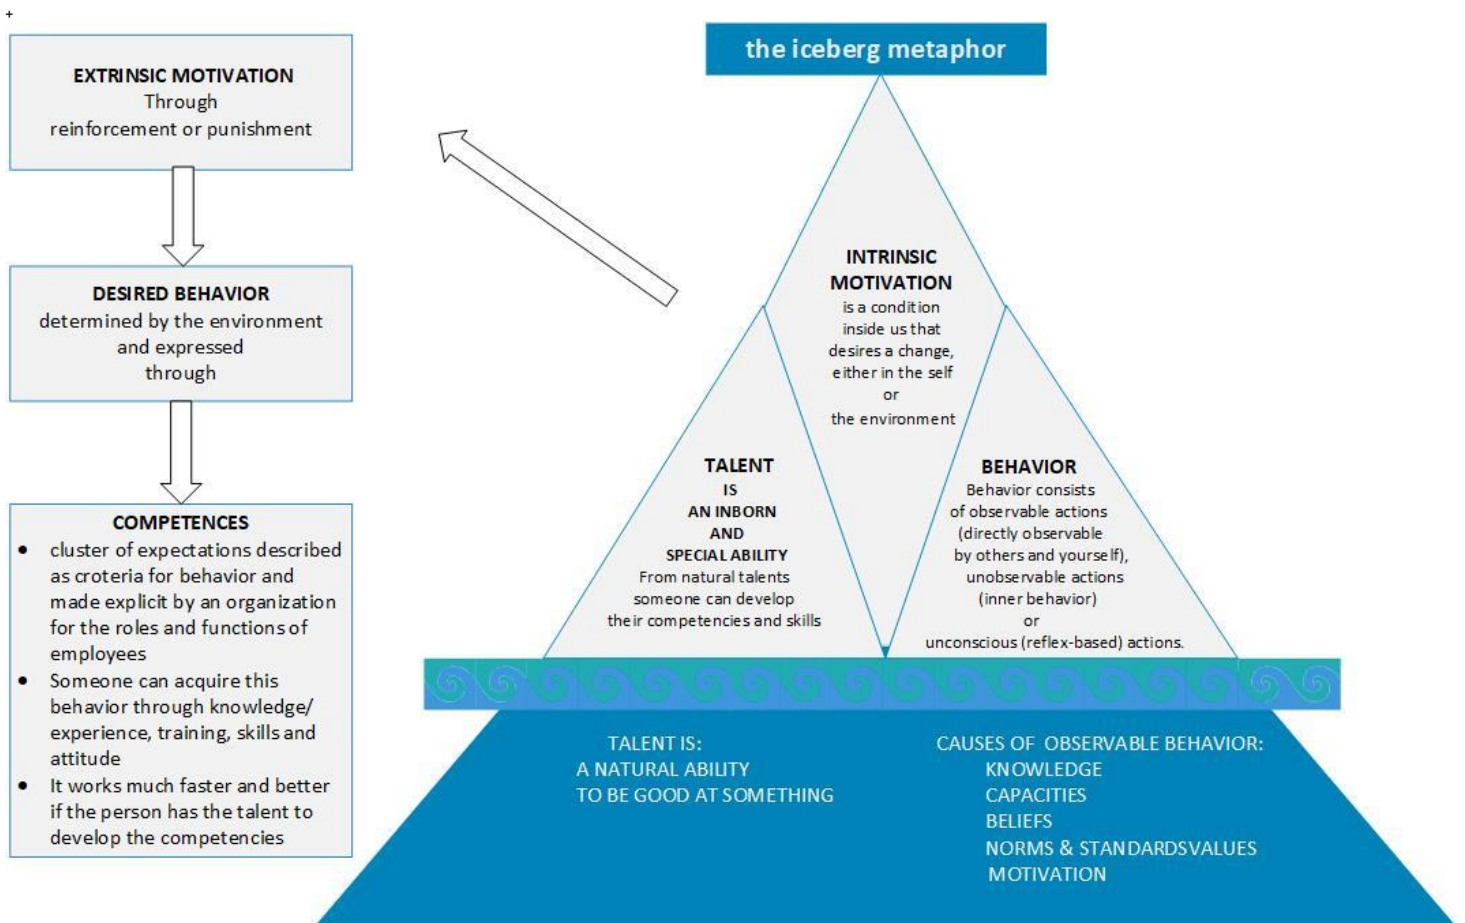 +
EXTRINSIC MOTIVATION
Through
reinforcement or punishment
DESIRED BEHAVIOR
determined by the environment
and expressed
through
COMPETENCES
• cluster of expectations described
as croteria for behavior and
made explicit by an organization
for the roles and functions of
employees
• Someone can acquire this
behavior through knowledge/
experience, training, skills and
attitude
• It works much faster and better
if the person has the talent to
develop the competencies
the iceberg metaphor
INTRINSIC
MOTIVATION
is a condition
inside us that
desires a change,
either in the self
or
the environment
TALENT
IS
AN INBORN
AND
SPECIAL ABILITY
From natural talents
someone can develop
their competencies and skills
BEHAVIOR
Behavior consists
of observable actions
(directly observable
by others and yourself),
unobservable actions
(inner behavior)
or
unconscious (reflex-based) actions.
TALENT IS:
A NATURAL ABILITY
TO BE GOOD AT SOMETHING
CAUSES OF OBSERVABLE BEHAVIOR:
KNOWLEDGE
CAPACITIES
BELIEFS
NORMS & STANDARDSVALUES
MOTIVATION